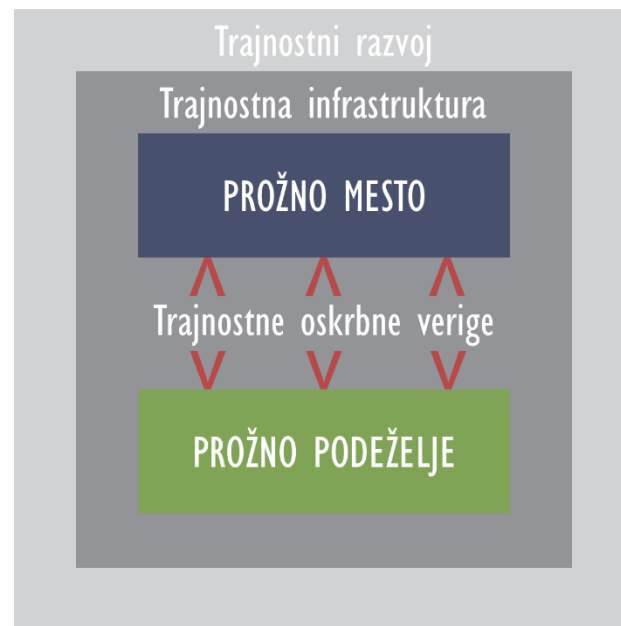 Trajnostni razvoj
Trajnostna infrastruktura
PROŽNO MESTO
Trajnostne oskrbne verige
PROŽNO PODEŽELJE